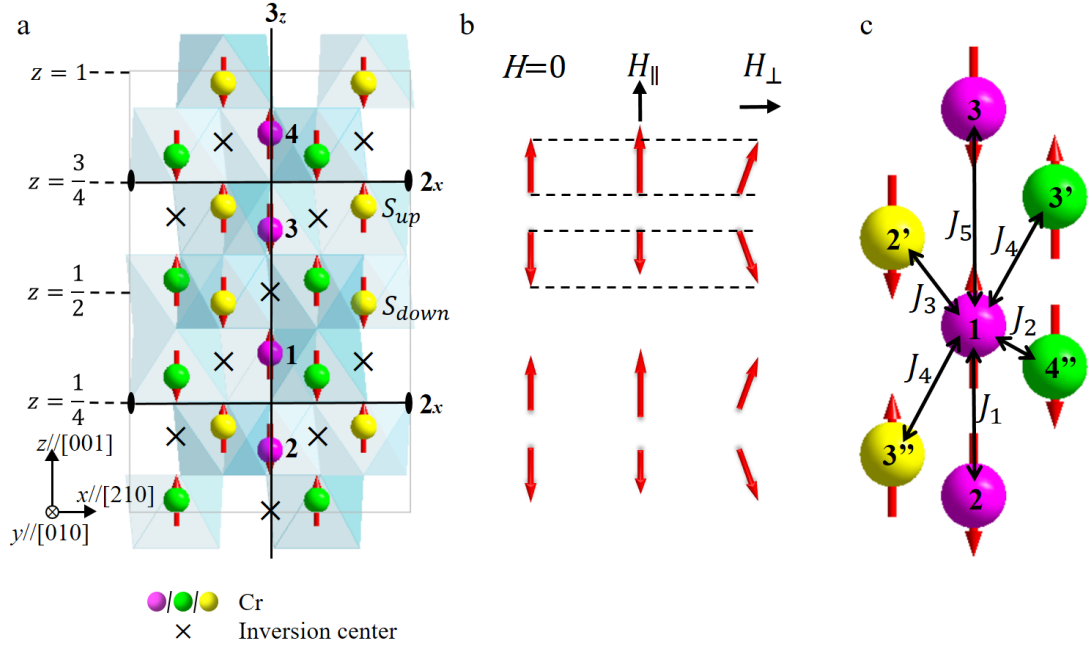 a
3z
z = 1
4
z = 3/4
2x
Sup
3
z = 1/2
Sdown
1
z = 1/4
2x
2
z//[001]
x//[210]
y//[010]
/ / Cr
× Inversion center
b
H=0
H∥
H⊥
c
3
3'
2'
J5
J4
J3
1
J2
4''
J4
J1
3''
2